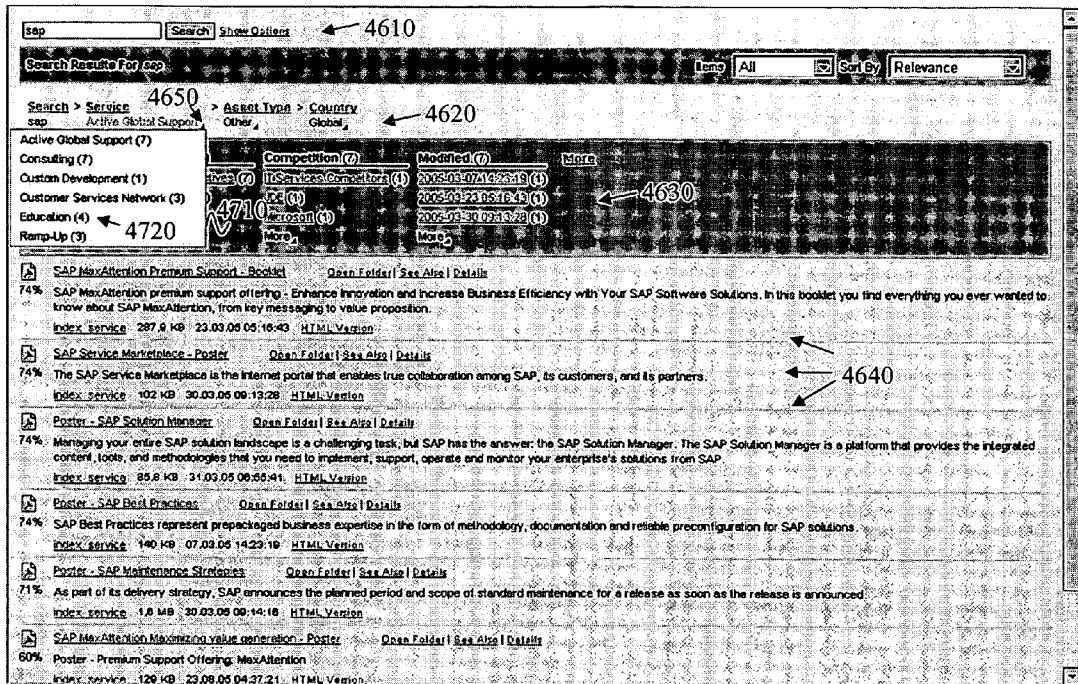 sap Search Show Options 4610
Search Results For sap Items All Sort By Relevance
Search > Service > Asset Type > Country
4650
sap Active Global Support Other Global 4620
Active Global Support (7)
Consulting (7)
Custom Development (1)
Customer Services Network (3)
Education (4)
Ramp-Up (3)
4720
4710
Competition (7) Modified (7) More
(7) IT-Services Competitors (1) 2005-03-07 14:23:19 (1)
(1) 2005-03-23 05:16:43 (1) 4630
Microsoft (1) 2005-03-30 09:13:28 (1)
More More
SAP MaxAttention Premium Support - Booklet Open Folder | See Also | Details
74% SAP MaxAttention premium support offering - Enhance Innovation and Increase Business Efficiency with Your SAP Software Solutions. In this booklet you find everything you ever wanted to
know about SAP MaxAttention, from key messaging to value proposition.
index_service 287,9 KB 23.03.05 05:16:43 HTML Version
SAP Service Marketplace - Poster Open Folder | See Also | Details
74% The SAP Service Marketplace is the Internet portal that enables true collaboration among SAP, its customers, and its partners. 4640
index_service 102 KB 30.03.05 09:13:28 HTML Version
Poster - SAP Solution Manager Open Folder | See Also | Details
74% Managing your entire SAP solution landscape is a challenging task, but SAP has the answer: the SAP Solution Manager. The SAP Solution Manager is a platform that provides the integrated
content, tools, and methodologies that you need to implement, support, operate and monitor your enterprise's solutions from SAP.
index_service 85,8 KB 31.03.05 06:55:41 HTML Version
Poster - SAP Best Practices Open Folder | See Also | Details
74% SAP Best Practices represent prepackaged business expertise in the form of methodology, documentation and reliable preconfiguration for SAP solutions.
index_service 140 KB 07.03.05 14:23:19 HTML Version
Poster - SAP Maintenance Strategies Open Folder | See Also | Details
71% As part of its delivery strategy, SAP announces the planned period and scope of standard maintenance for a release as soon as the release is announced.
index_service 1,6 MB 30.03.05 09:14:16 HTML Version
SAP MaxAttention Maximizing value generation - Poster Open Folder | See Also | Details
60% Poster - Premium Support Offering: MaxAttention
index_service 129 KB 23.08.05 04:37:21 HTML Version